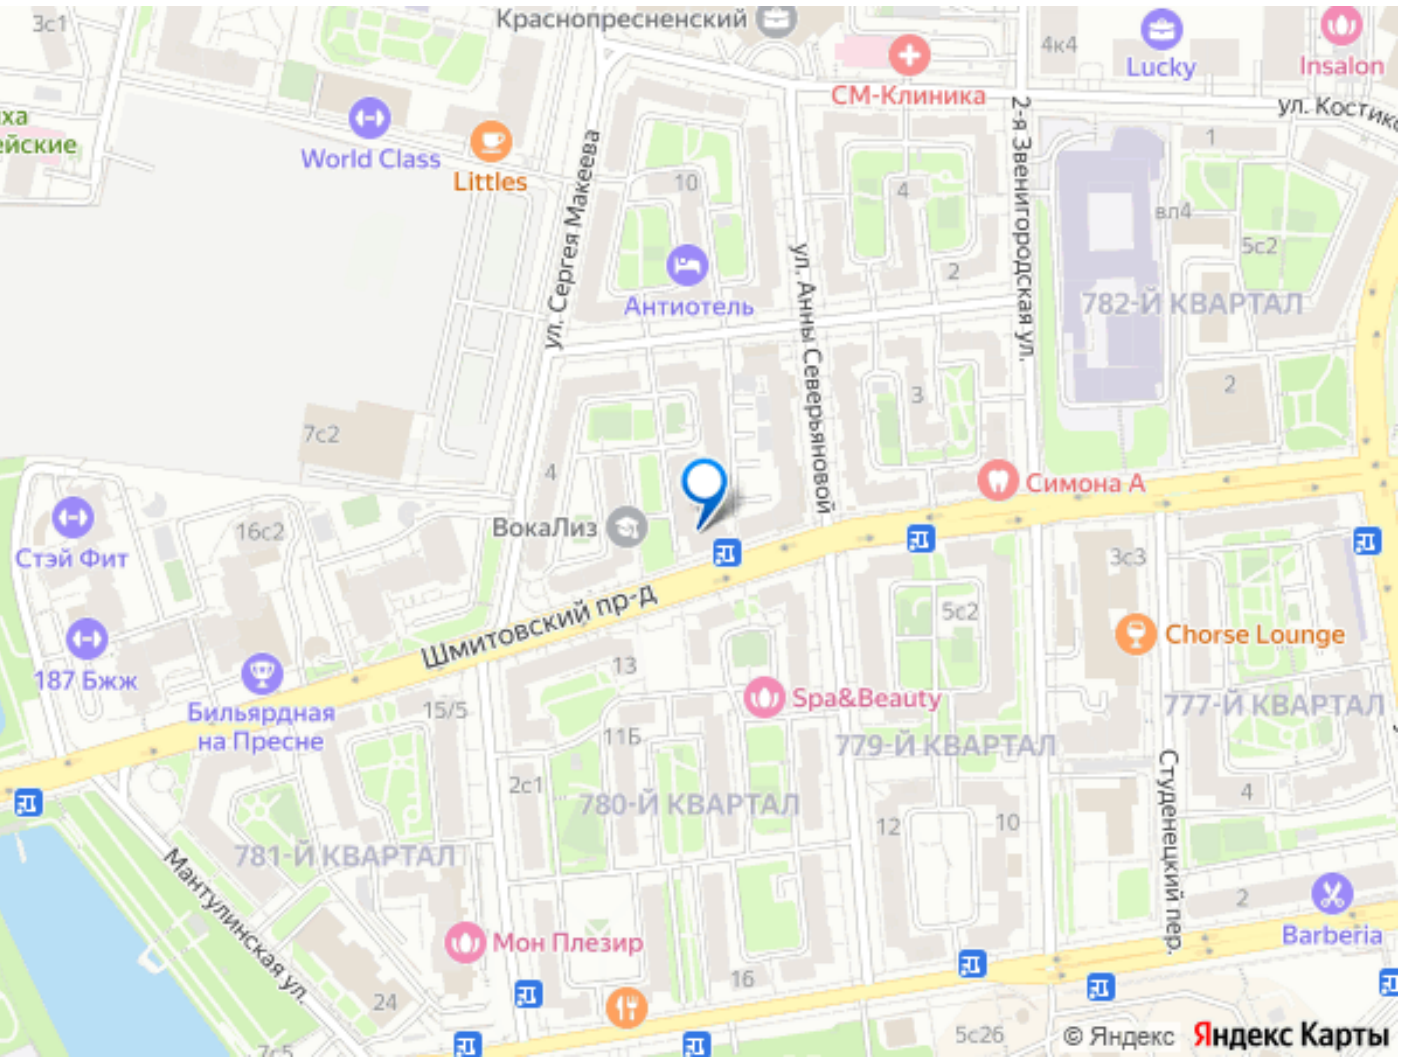 3с1
Краснопресненский
4к4
Lucky
Insalon
СМ-Клиника
ул. Костико
ха
ейские
World Class
Littles
ул. Сергея Макеева
10
4
2-я Звенигородская ул.
1
вл4
5с2
2
Антиотель
ул. Анны Северьяновой
782-Й КВАРТАЛ
2
3
7с2
4
Симона А
ВокаЛиз
16с2
Стэй Фит
3с3
Шмитовский пр-д
5с2
Chorse Lounge
187 Бжж
13
Spa&Beauty
777-Й КВАРТАЛ
Бильярдная
на Пресне
15/5
11Б
779-Й КВАРТАЛ
2с1
780-Й КВАРТАЛ
Студенецкий пер.
4
12
10
781-Й КВАРТАЛ
Мантулинская ул.
2
Barberia
Мон Плезир
16
24
5с26
7с5
© Яндекс Яндекс Карты